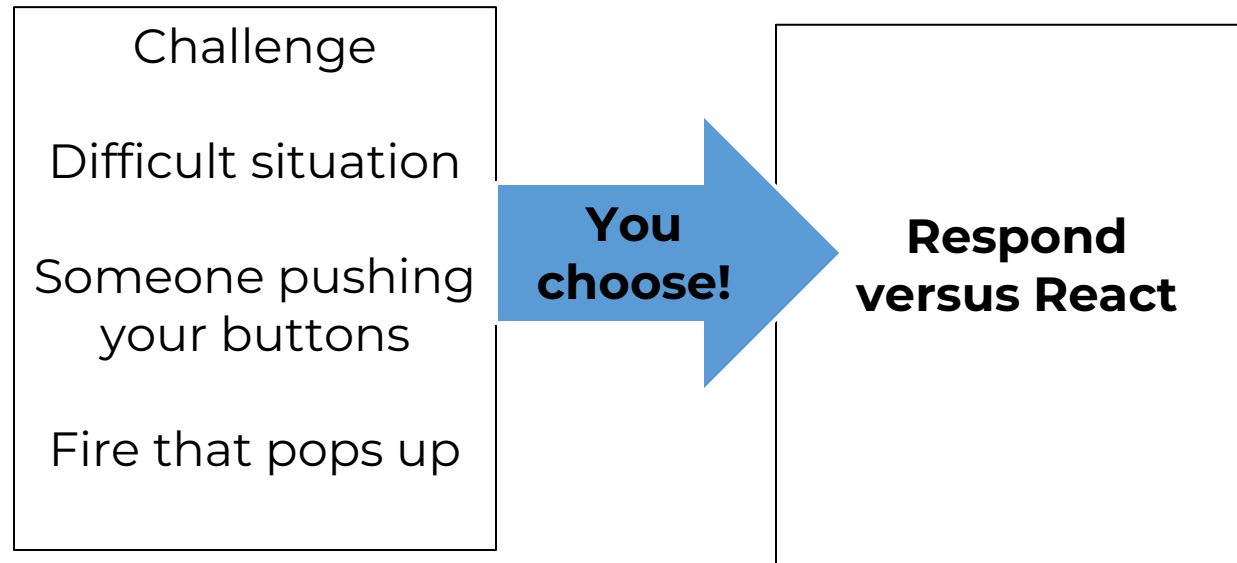 Challenge
Difficult situation
Someone pushing
your buttons
Fire that pops up
You
choose!
Respond
versus React